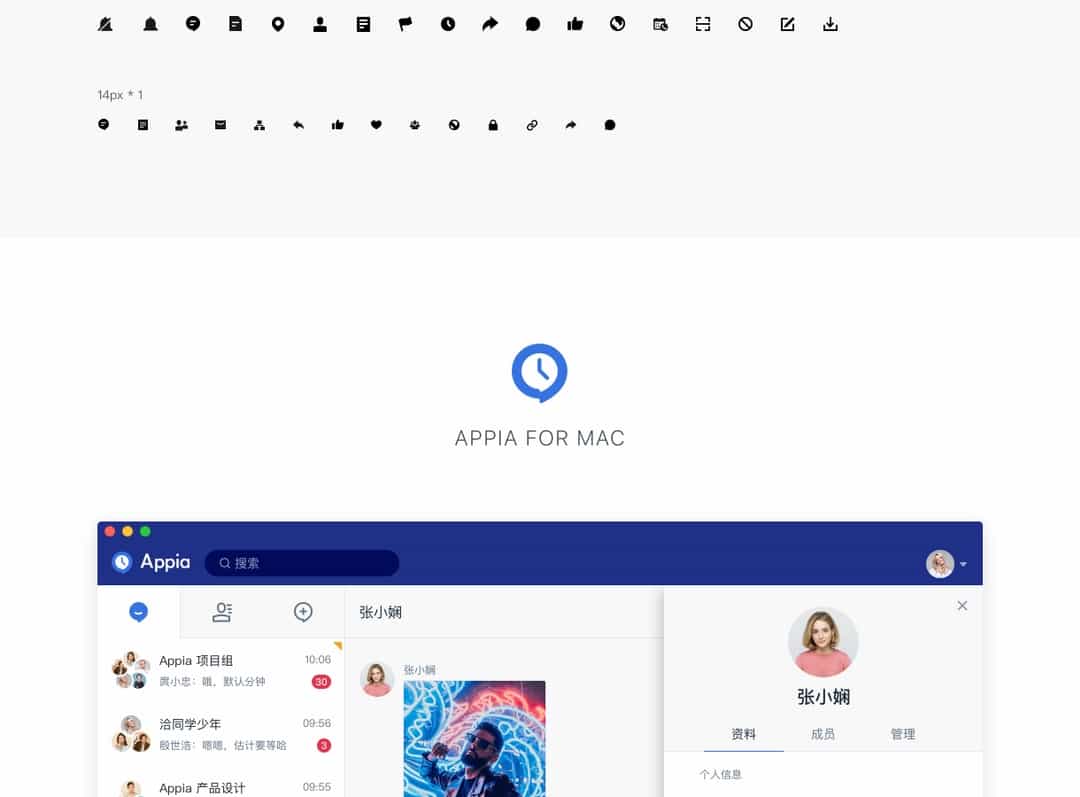 14px * 1
APPIA FOR MAC
Appia
搜索
张小娴
Appia 项目组
10:06
庹小忠：哦，默认分钟
30
洽同学少年
09:56
殷世浩：嗯嗯，估计要等哈
3
Appia 产品设计
09:55
张小娴
张小娴
资料
成员
管理
个人信息